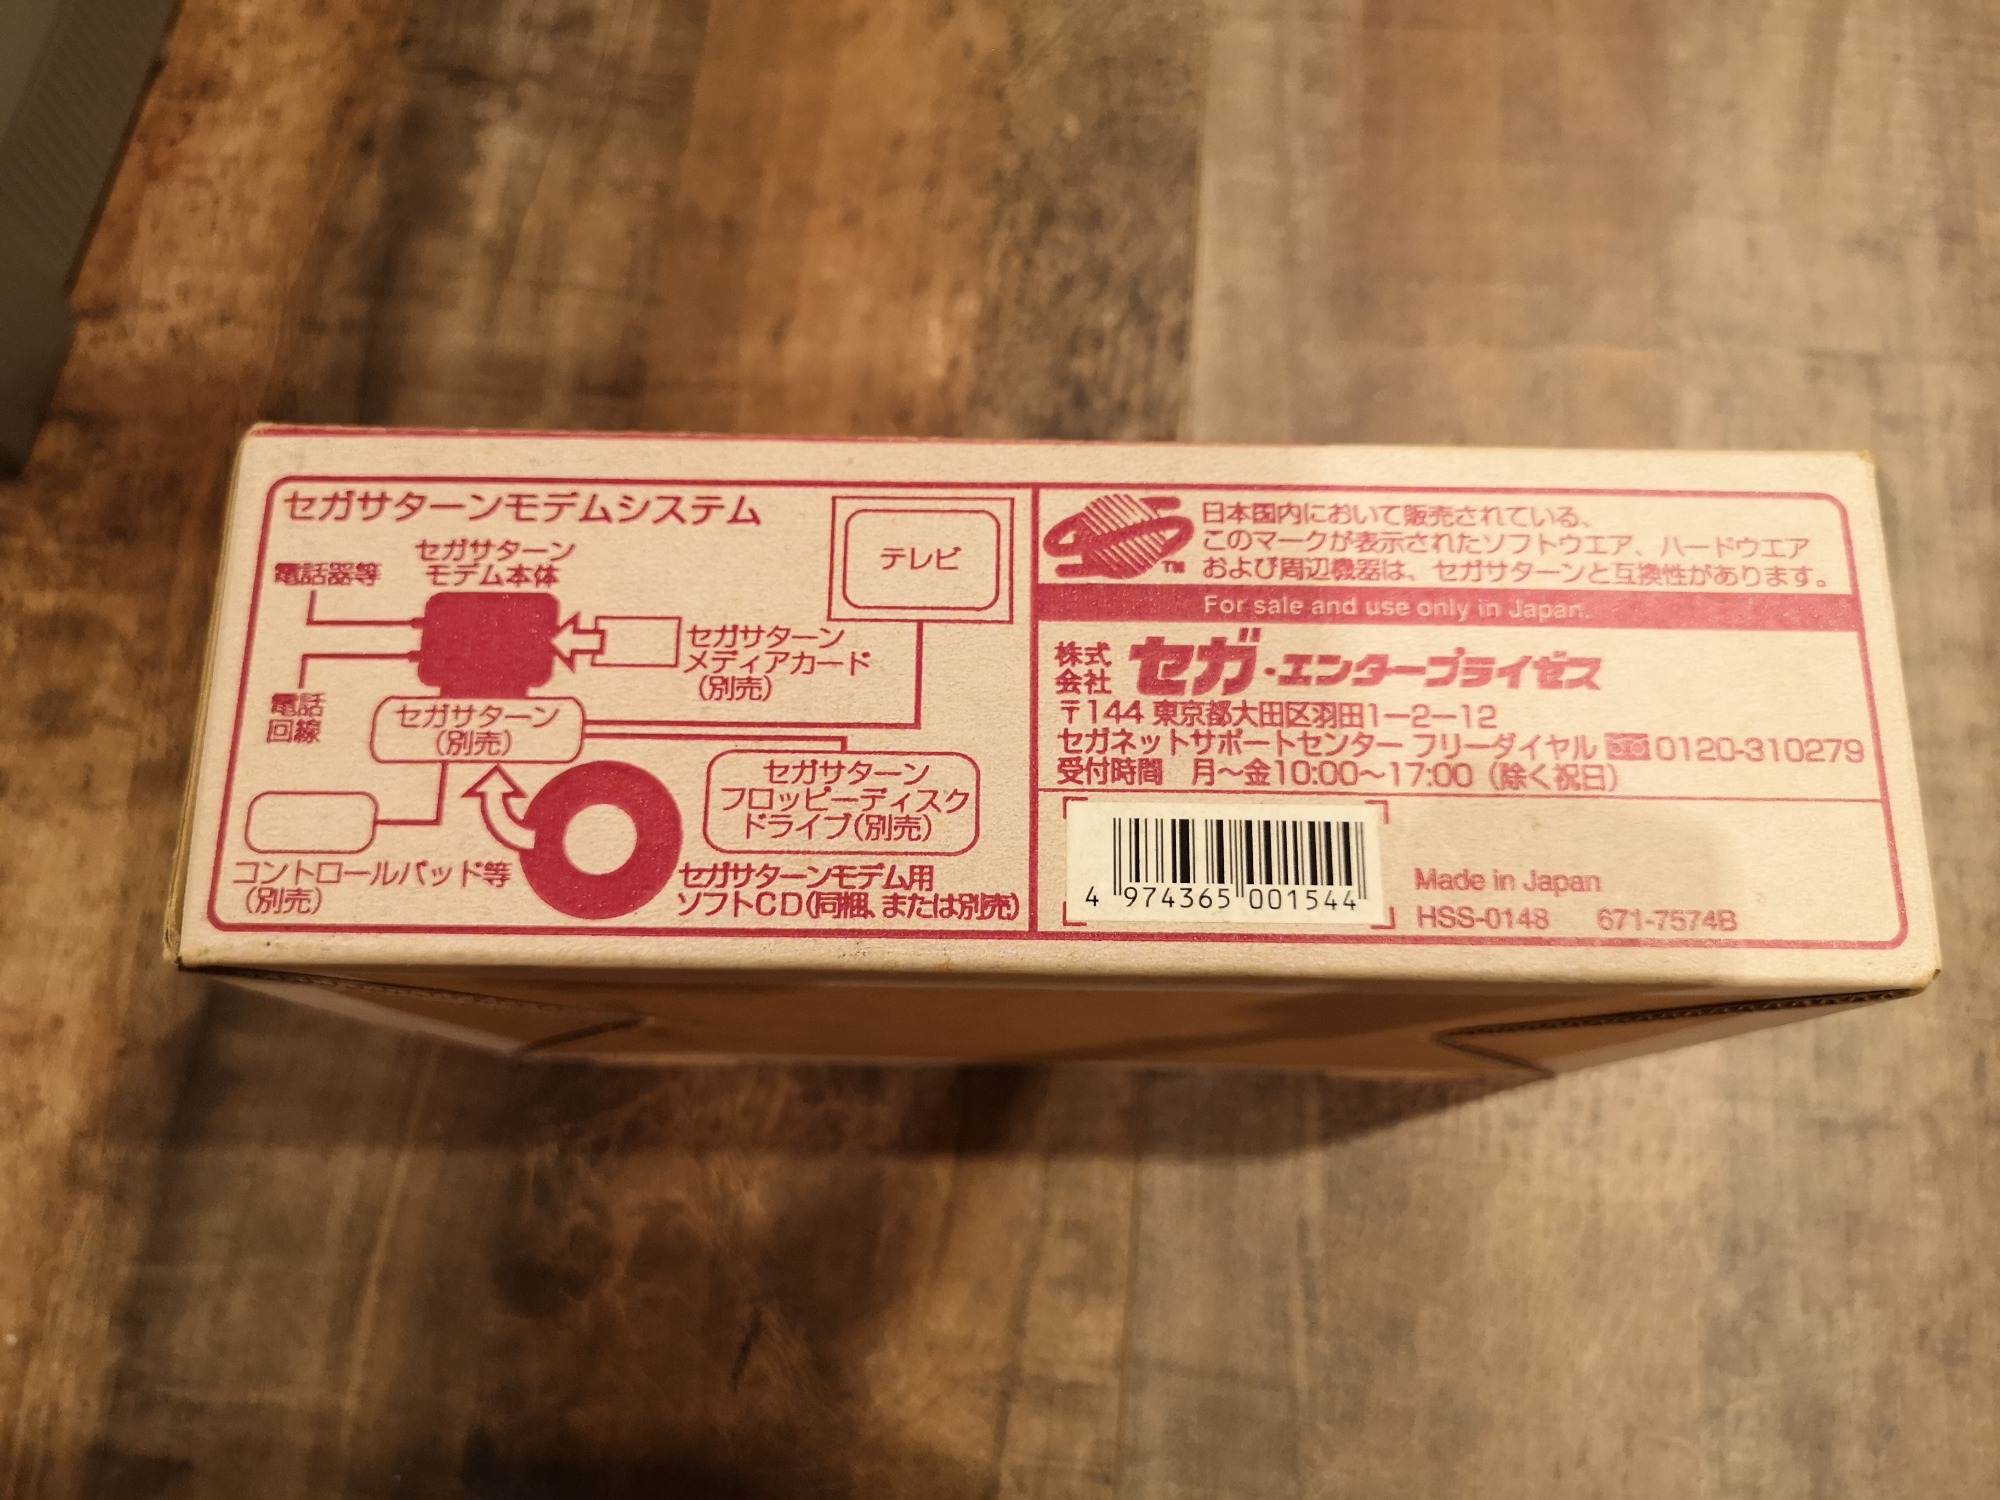 セガサターンモデムシステム
電話器等
セガサターン
モデム本体
テレビ
セガサターン
メディアカード
(別売)
電話
回線
セガサターン
(別売)
セガサターン
フロッピーディスク
ドライブ(別売)
コントロールパッド等
(別売)
セガサターンモデム用
ソフトCD(同梱、または別売)
TM
日本国内において販売されている、
このマークが表示されたソフトウエア、ハードウエア
および周辺機器は、セガサターンと互換性があります。
For sale and use only in Japan.
株式会社 セガ・エンタープライゼス
〒144 東京都大田区羽田1−2−12
セガネットサポートセンター フリーダイヤル 0120-310279
受付時間 月〜金10:00〜17:00 (除く祝日)
4 974365 001544
Made in Japan
HSS-0148 671-7574B